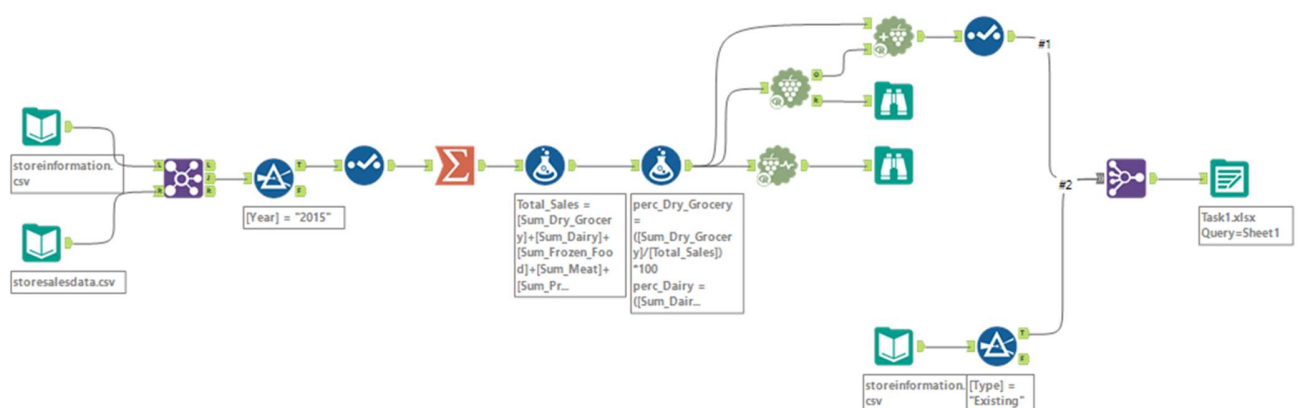 #1
storeinformation.
csv
[Year] = "2015"
Total_Sales =
[Sum_Dry_Grocer
y]+[Sum_Dairy]+
[Sum_Frozen_Foo
d]+[Sum_Meat]+
[Sum_Pr...
perc_Dry_Grocery
=
([Sum_Dry_Grocer
y]/[Total_Sales])
*100
perc_Dairy =
([Sum_Dair...
#2
Task1.xlsx
Query=Sheet1
storesalesdata.csv
storeinformation.
csv
[Type] =
"Existing"